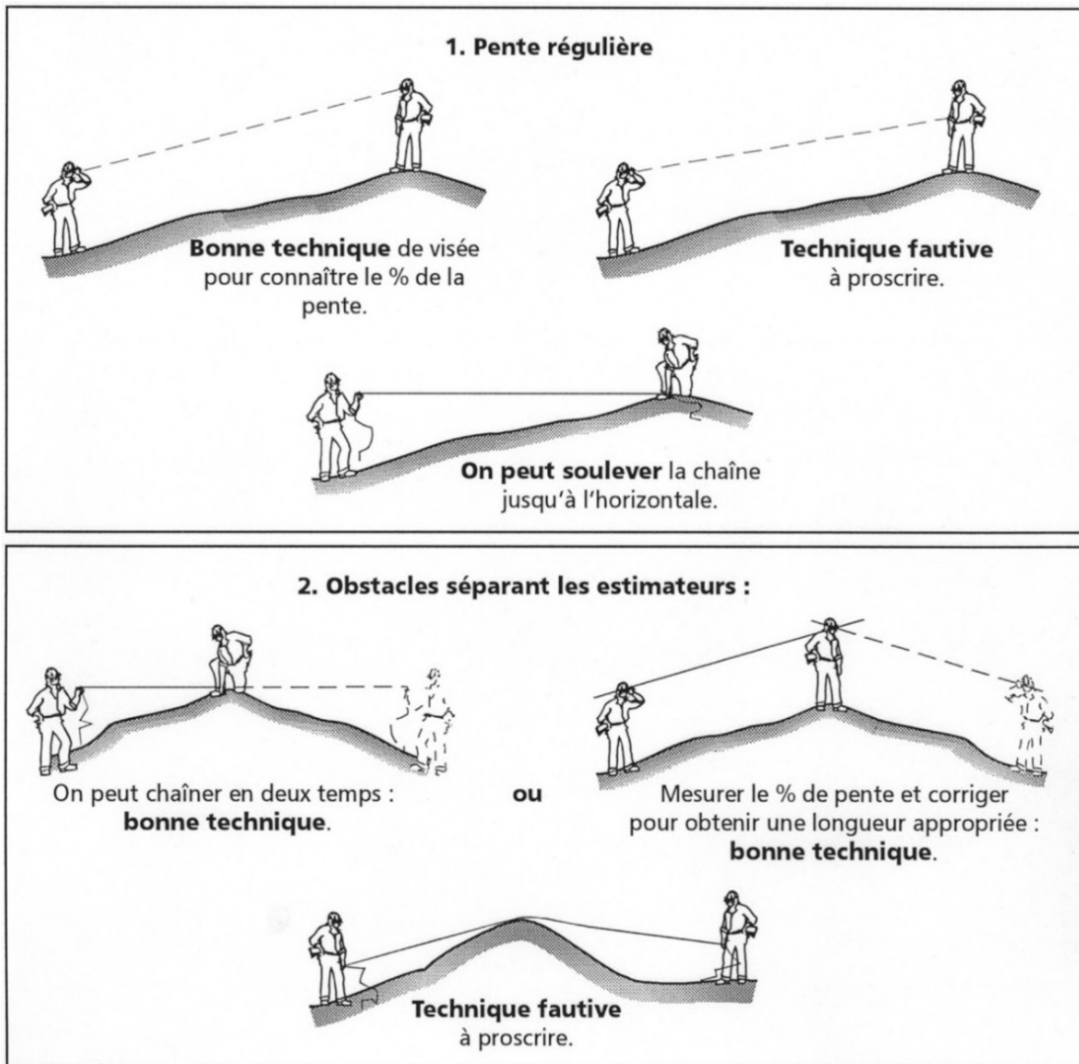 1. Pente régulière
Bonne technique de visée
pour connaître le % de la
pente.
Technique fautive
à proscrire.
On peut soulever la chaîne
jusqu'à l'horizontale.
2. Obstacles séparant les estimateurs :
On peut chaîner en deux temps :
bonne technique.
ou
Mesurer le % de pente et corriger
pour obtenir une longueur appropriée :
bonne technique.
Technique fautive
à proscrire.